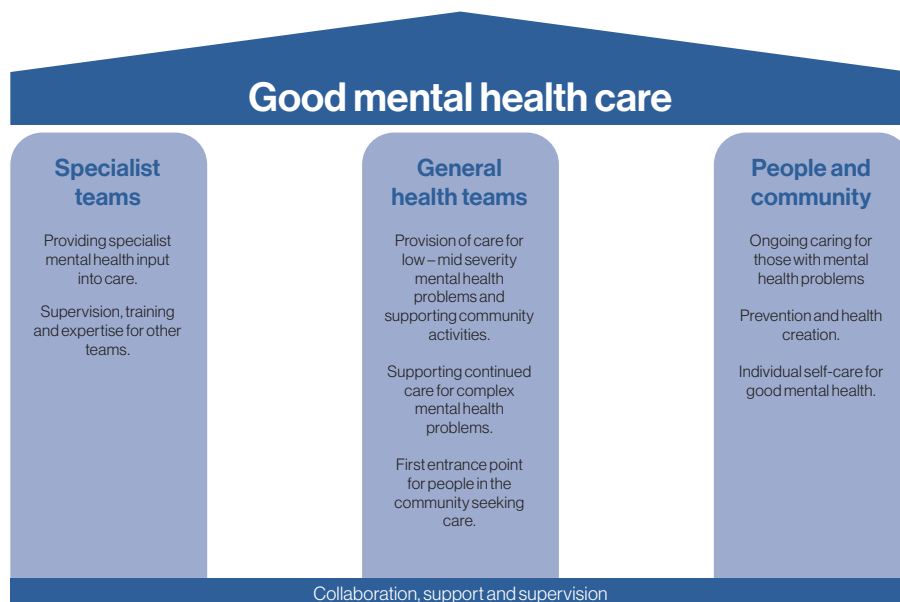 Good mental health care
Specialist
teams
Providing specialist
mental health input
into care.
Supervision, training
and expertise for other
teams.
General
health teams
Provision of care for
low – mid severity
mental health
problems and
supporting community
activities.
Supporting continued
care for complex
mental health
problems.
First entrance point
for people in the
community seeking
care.
People and
community
Ongoing caring for
those with mental
health problems
Prevention and health
creation.
Individual self-care for
good mental health.
Collaboration, support and supervision